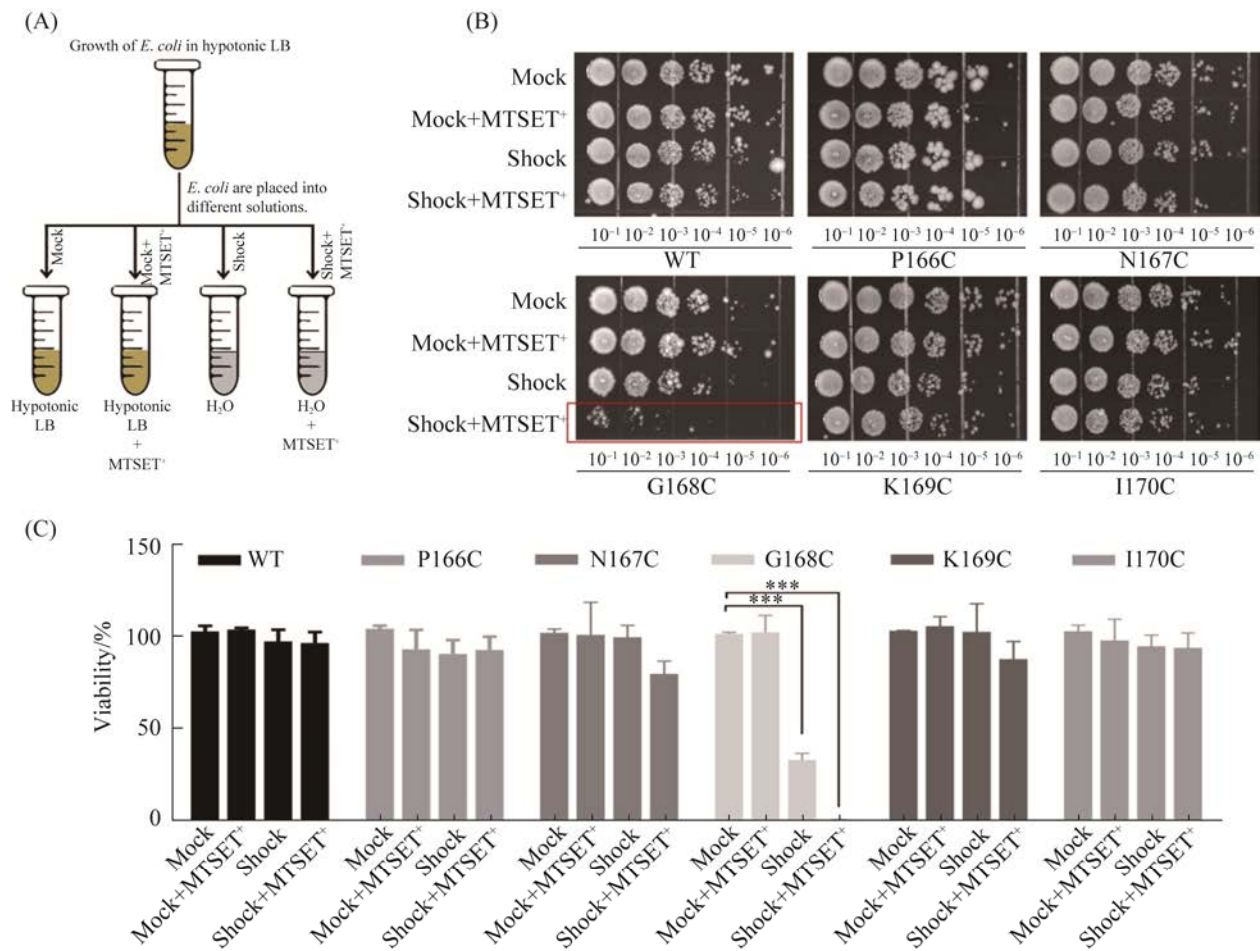 (A)
Growth of E. coli in hypotonic LB
E. coli are placed into
different solutions.
Mock
Mock+
MTSET⁺
Shock
Shock+
MTSET⁺
Hypotonic
LB
Hypotonic
LB
+
MTSET⁺
H₂O
H₂O
+
MTSET⁺
(B)
Mock
Mock+MTSET⁺
Shock
Shock+MTSET⁺
10⁻¹ 10⁻² 10⁻³ 10⁻⁴ 10⁻⁵ 10⁻⁶
WT
10⁻¹ 10⁻² 10⁻³ 10⁻⁴ 10⁻⁵ 10⁻⁶
P166C
10⁻¹ 10⁻² 10⁻³ 10⁻⁴ 10⁻⁵ 10⁻⁶
N167C
Mock
Mock+MTSET⁺
Shock
Shock+MTSET⁺
10⁻¹ 10⁻² 10⁻³ 10⁻⁴ 10⁻⁵ 10⁻⁶
G168C
10⁻¹ 10⁻² 10⁻³ 10⁻⁴ 10⁻⁵ 10⁻⁶
K169C
10⁻¹ 10⁻² 10⁻³ 10⁻⁴ 10⁻⁵ 10⁻⁶
I170C
(C)
Viability/%
150
100
50
0
WT
P166C
N167C
G168C
K169C
I170C
***
***
Mock
Mock+MTSET⁺
Shock
Shock+MTSET⁺
Mock
Mock+MTSET⁺
Shock
Shock+MTSET⁺
Mock
Mock+MTSET⁺
Shock
Shock+MTSET⁺
Mock
Mock+MTSET⁺
Shock
Shock+MTSET⁺
Mock
Mock+MTSET⁺
Shock
Shock+MTSET⁺
Mock
Mock+MTSET⁺
Shock
Shock+MTSET⁺